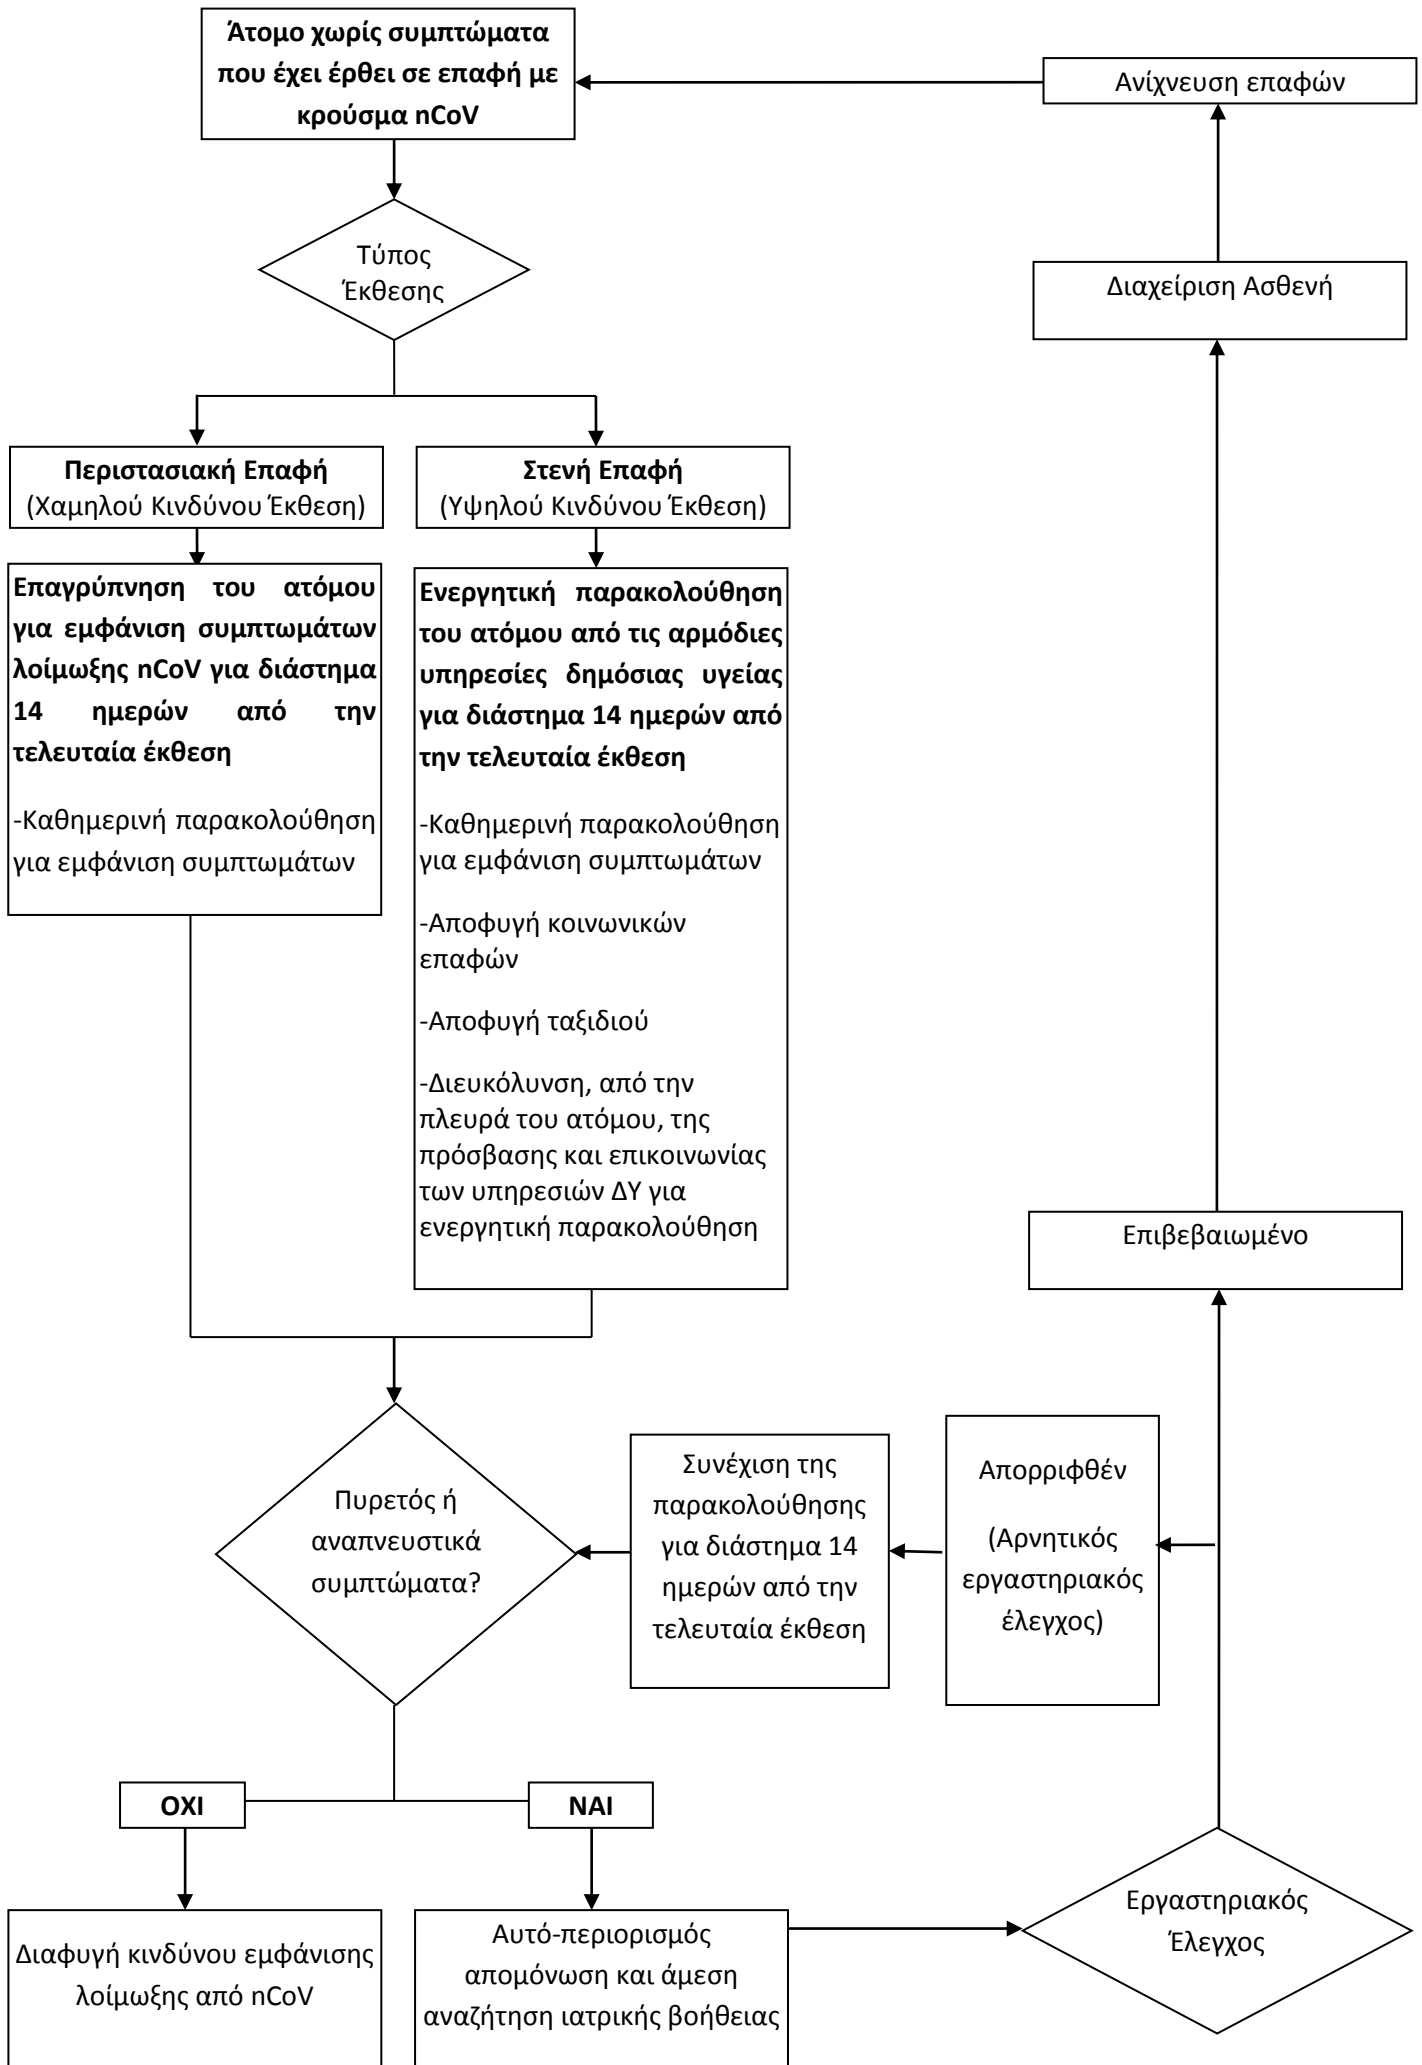 Άτομο χωρίς συμπτώματα
που έχει έρθει σε επαφή με
κρούσμα nCoV
Ανίχνευση επαφών
Τύπος
Έκθεσης
Διαχείριση Ασθενή
Περιστασιακή Επαφή
(Χαμηλού Κινδύνου Έκθεση)
Στενή Επαφή
(Υψηλού Κινδύνου Έκθεση)
Επαγρύπνηση του ατόμου
για εμφάνιση συμπτωμάτων
λοίμωξης nCoV για διάστημα
14 ημερών από την
τελευταία έκθεση
-Καθημερινή παρακολούθηση
για εμφάνιση συμπτωμάτων
Ενεργητική παρακολούθηση
του ατόμου από τις αρμόδιες
υπηρεσίες δημόσιας υγείας
για διάστημα 14 ημερών από
την τελευταία έκθεση
-Καθημερινή παρακολούθηση
για εμφάνιση συμπτωμάτων
-Αποφυγή κοινωνικών
επαφών
-Αποφυγή ταξιδιού
-Διευκόλυνση, από την
πλευρά του ατόμου, της
πρόσβασης και επικοινωνίας
των υπηρεσιών ΔΥ για
ενεργητική παρακολούθηση
Επιβεβαιωμένο
Πυρετός ή
αναπνευστικά
συμπτώματα?
Συνέχιση της
παρακολούθησης
για διάστημα 14
ημερών από την
τελευταία έκθεση
Απορριφθέν
(Αρνητικός
εργαστηριακός
έλεγχος)
ΟΧΙ
ΝΑΙ
Διαφυγή κινδύνου εμφάνισης
λοίμωξης από nCoV
Αυτό-περιορισμός
απομόνωση και άμεση
αναζήτηση ιατρικής βοήθειας
Εργαστηριακός
Έλεγχος